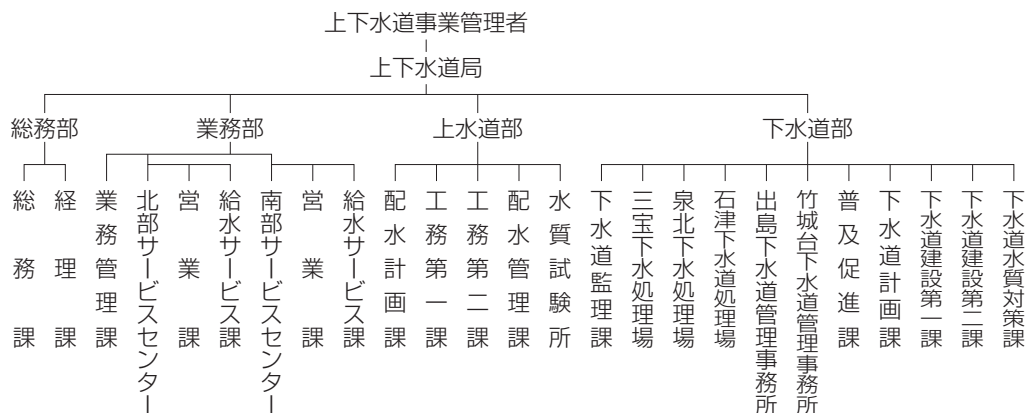 上下水道事業管理者
上下水道局
総務部
業務部
上水道部
下水道部
総務課
経理課
業務管理課
北部サービスセンター
営業課
給水サービス課
南部サービスセンター
営業課
給水サービス課
配水計画課
工務第一課
工務第二課
配水管理課
水質試験所
下水道監理課
三宝下水処理場
泉北下水処理場
石津下水道処理場
出島下水道管理事務所
竹城台下水道管理事務所
普及促進課
下水道計画課
下水道建設第一課
下水道建設第二課
下水道水質対策課